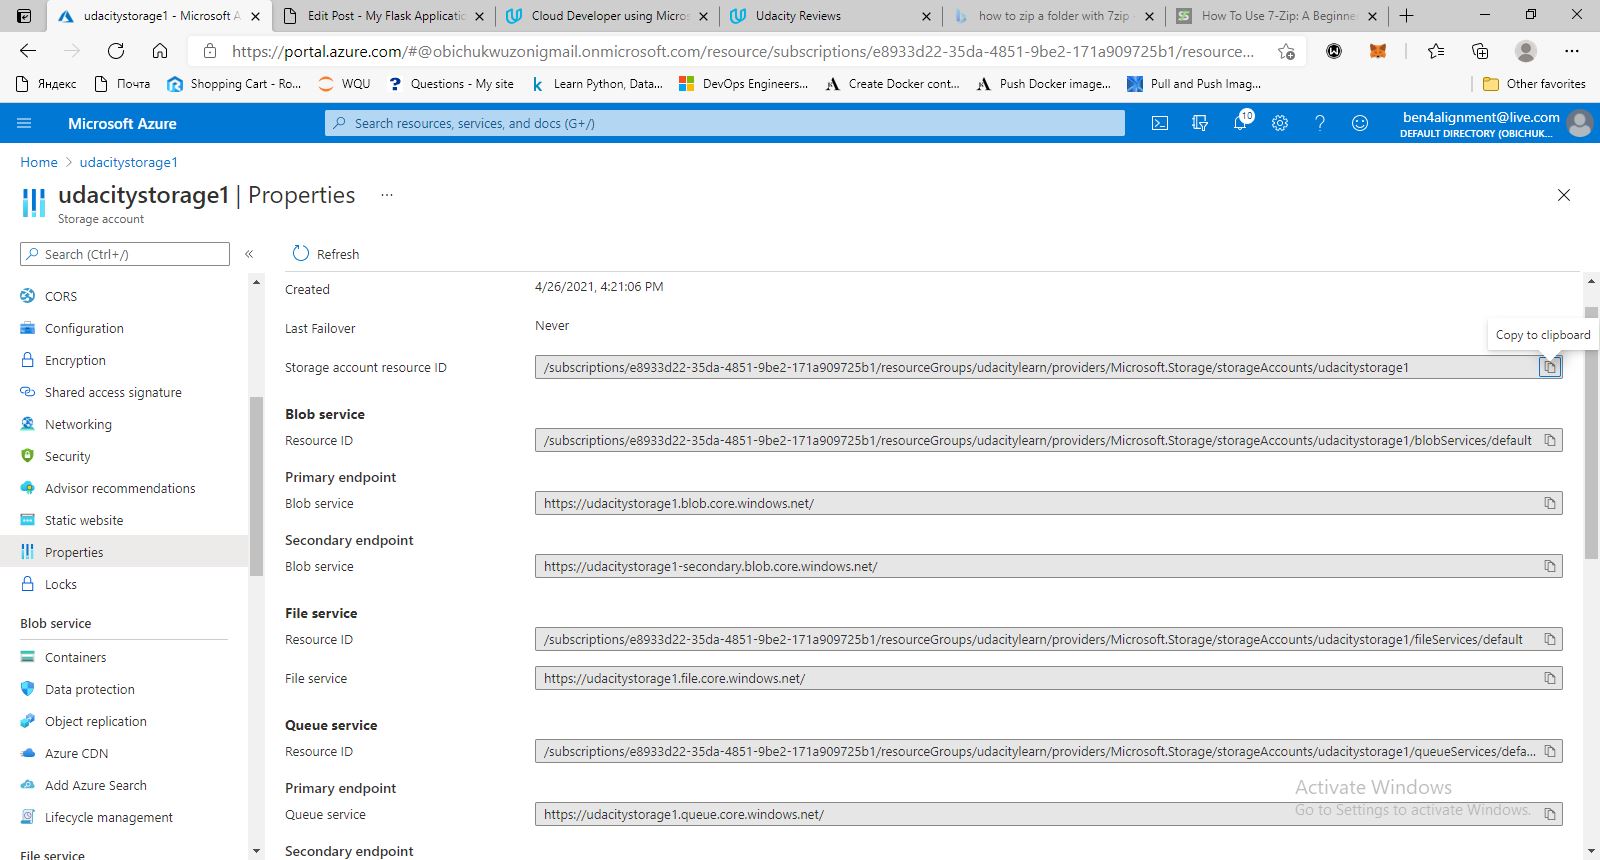 udacitystorage1 - Microsoft A
Edit Post - My Flask Applicatio
Cloud Developer using Micros
Udacity Reviews
how to zip a folder with 7zip -
How To Use 7-Zip: A Beginne
https://portal.azure.com/#@obichukwuzonigmail.onmicrosoft.com/resource/subscriptions/e8933d22-35da-4851-9be2-171a909725b1/resource...
Яндекс
Почта
Shopping Cart - Ro...
WQU
Questions - My site
Learn Python, Data...
DevOps Engineers...
Create Docker cont...
Push Docker image...
Pull and Push Imag...
Other favorites
Microsoft Azure
Search resources, services, and docs (G+/)
10
ben4alignment@live.com
DEFAULT DIRECTORY (OBICHUK...
Home > udacitystorage1
udacitystorage1 | Properties ...
Storage account
Search (Ctrl+/)
«
Refresh
CORS
Configuration
Encryption
Shared access signature
Networking
Security
Advisor recommendations
Static website
Properties
Locks
Blob service
Containers
Data protection
Object replication
Azure CDN
Add Azure Search
Lifecycle management
File service
Created 4/26/2021, 4:21:06 PM
Last Failover Never
Copy to clipboard
Storage account resource ID /subscriptions/e8933d22-35da-4851-9be2-171a909725b1/resourceGroups/udacitylearn/providers/Microsoft.Storage/storageAccounts/udacitystorage1
Blob service
Resource ID /subscriptions/e8933d22-35da-4851-9be2-171a909725b1/resourceGroups/udacitylearn/providers/Microsoft.Storage/storageAccounts/udacitystorage1/blobServices/default
Primary endpoint
Blob service https://udacitystorage1.blob.core.windows.net/
Secondary endpoint
Blob service https://udacitystorage1-secondary.blob.core.windows.net/
File service
Resource ID /subscriptions/e8933d22-35da-4851-9be2-171a909725b1/resourceGroups/udacitylearn/providers/Microsoft.Storage/storageAccounts/udacitystorage1/fileServices/default
File service https://udacitystorage1.file.core.windows.net/
Queue service
Resource ID /subscriptions/e8933d22-35da-4851-9be2-171a909725b1/resourceGroups/udacitylearn/providers/Microsoft.Storage/storageAccounts/udacitystorage1/queueServices/defa...
Primary endpoint
Queue service https://udacitystorage1.queue.core.windows.net/
Secondary endpoint
Activate Windows
Go to Settings to activate Windows.